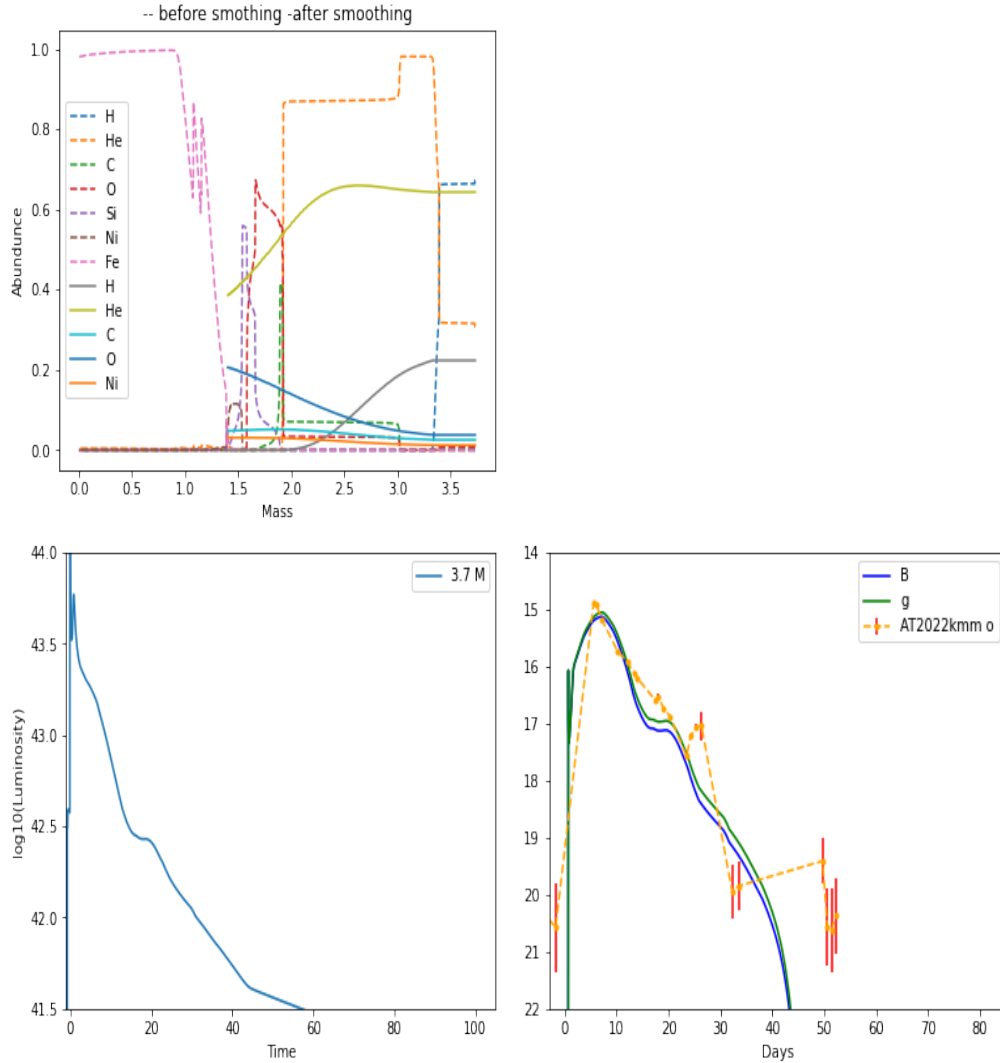 -- before smothing -after smoothing
1.0
0.8
0.6
0.4
0.2
0.0
Abundunce
H
He
C
O
Si
Ni
Fe
H
He
C
O
Ni
0.0 0.5 1.0 1.5 2.0 2.5 3.0 3.5
Mass
44.0
43.5
43.0
42.5
42.0
41.5
log10(Luminosity)
3.7 M
0 20 40 60 80 100
Time
14
15
16
17
18
19
20
21
22
B
g
AT2022kmm o
0 10 20 30 40 50 60 70 80
Days